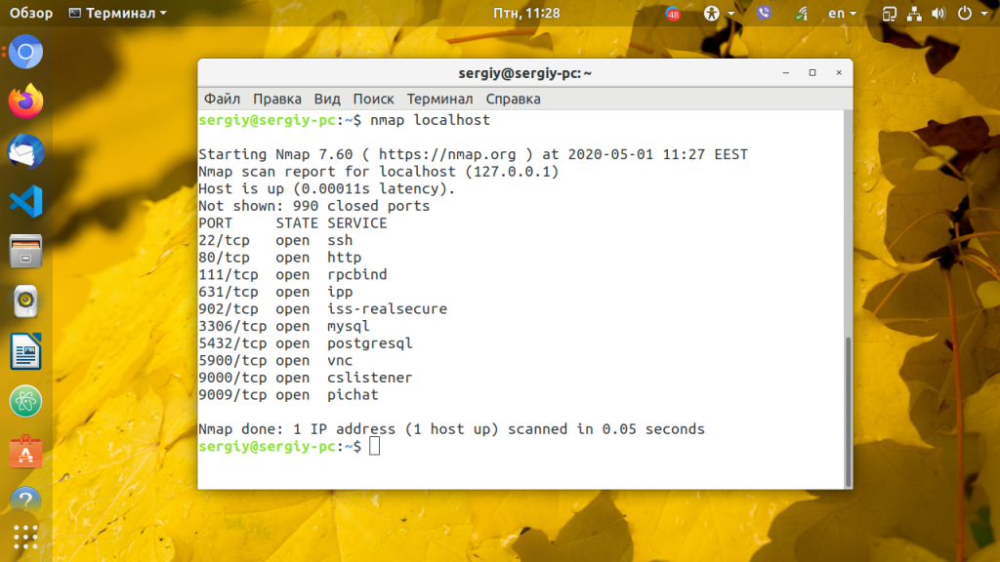 Обзор Терминал Птн, 11:28 48 en
sergiy@sergiy-pc: ~
Файл Правка Вид Поиск Терминал Справка
sergiy@sergiy-pc:~$ nmap localhost
Starting Nmap 7.60 ( https://nmap.org ) at 2020-05-01 11:27 EEST
Nmap scan report for localhost (127.0.0.1)
Host is up (0.00011s latency).
Not shown: 990 closed ports
PORT     STATE SERVICE
22/tcp   open  ssh
80/tcp   open  http
111/tcp  open  rpcbind
631/tcp  open  ipp
902/tcp  open  iss-realsecure
3306/tcp open  mysql
5432/tcp open  postgresql
5900/tcp open  vnc
9000/tcp open  cslistener
9009/tcp open  pichat
Nmap done: 1 IP address (1 host up) scanned in 0.05 seconds
sergiy@sergiy-pc:~$